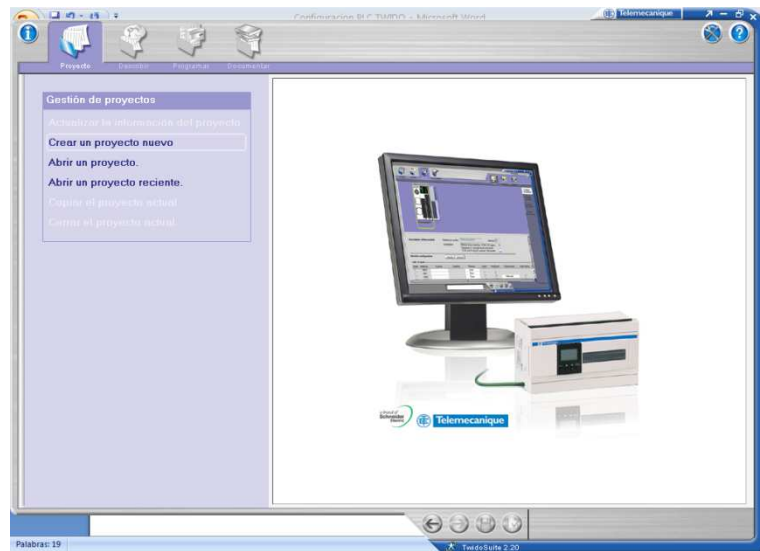 Configuracion PLC TWIDO - Microsoft Word
Telemecanique
Proyecto
Describir
Programar
Documentar
Gestión de proyectos
Actualizar la información del proyecto
Crear un proyecto nuevo
Abrir un proyecto.
Abrir un proyecto reciente.
Copiar el proyecto actual
Cerrar el proyecto actual
Schneider
Electric
Telemecanique
Palabras: 19
TwidoSuite 2.20